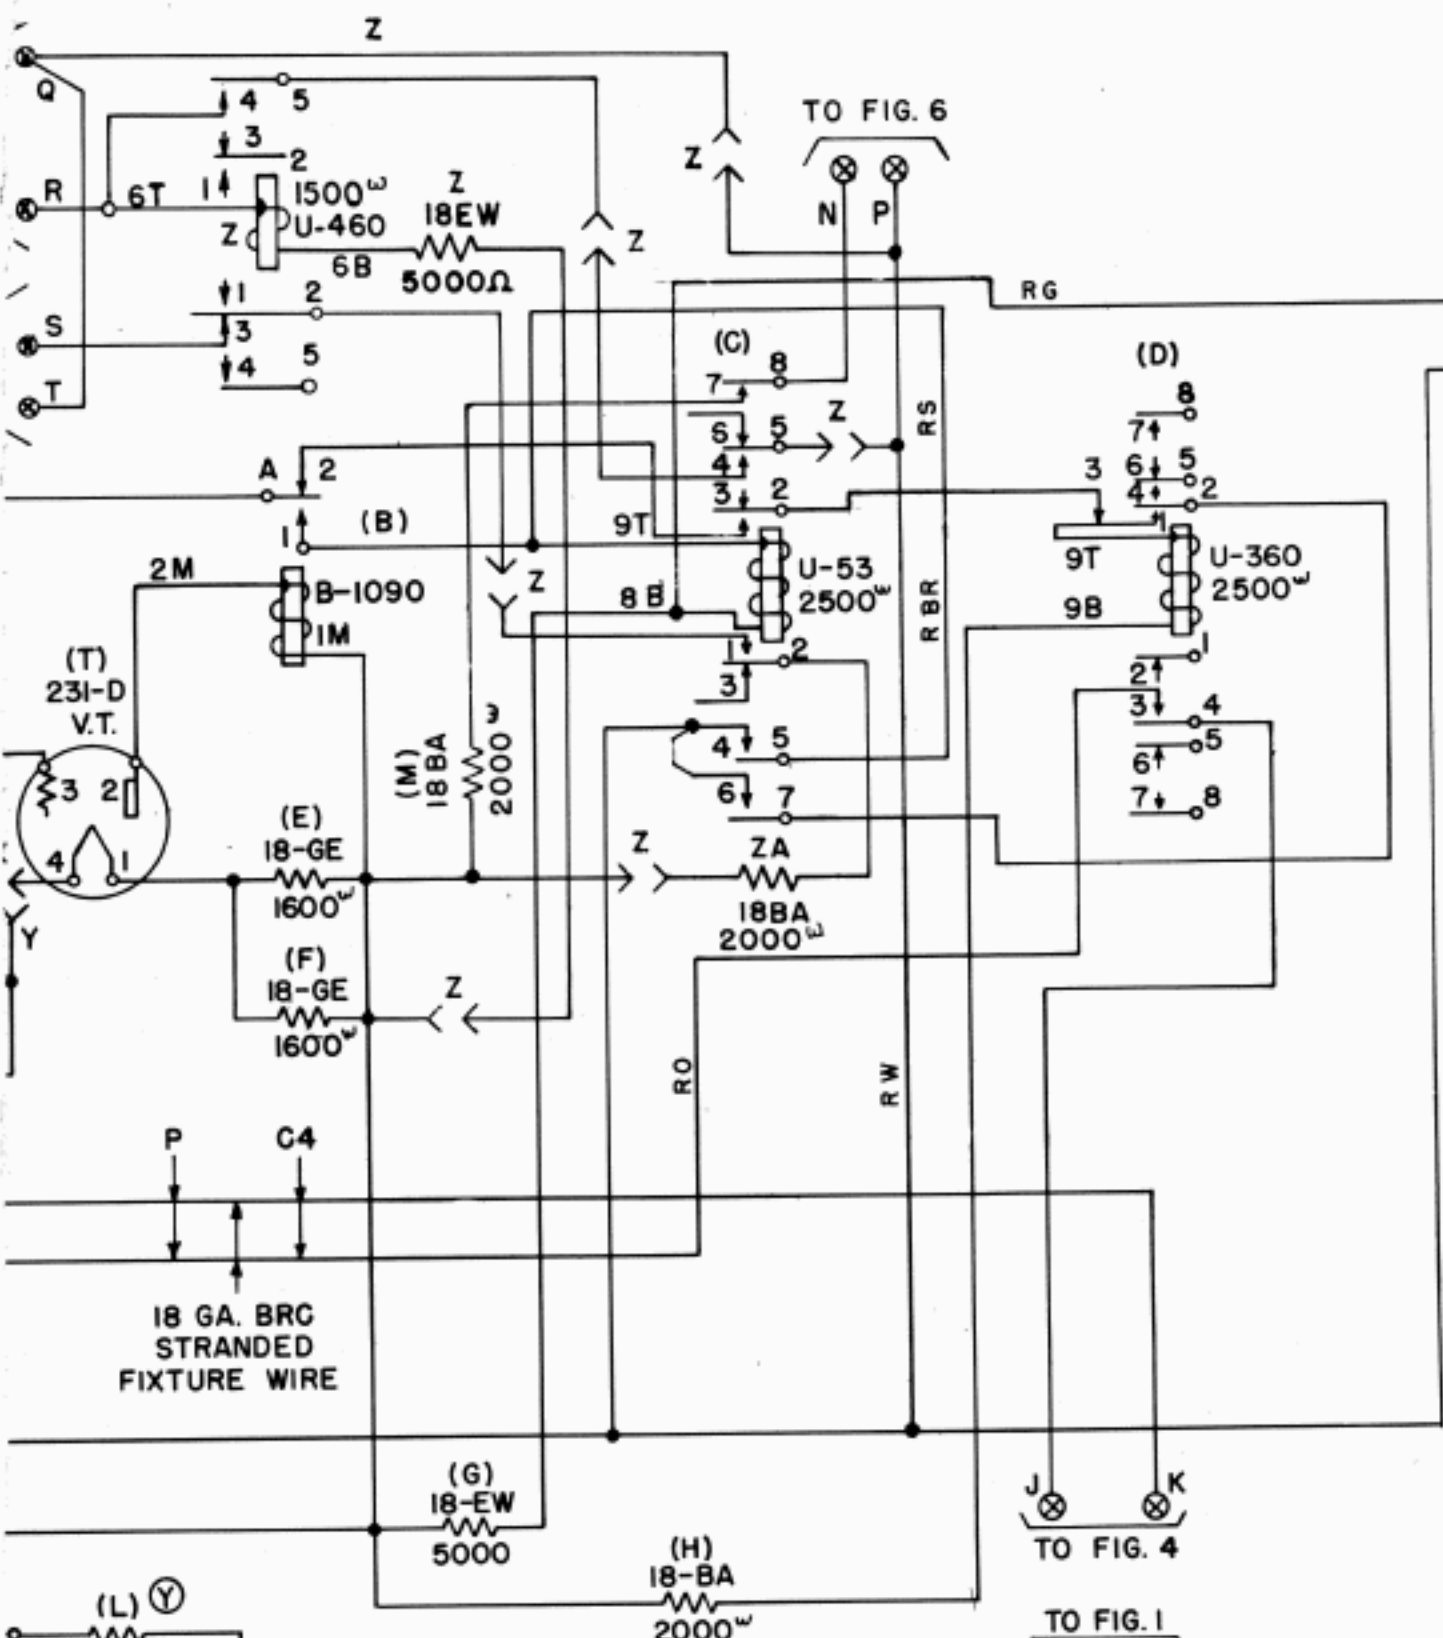 Z
Q
4 5
3
2
R
6T
1
1500ω
U-460
Z
6B
Z
18EW
5000Ω
Z
TO FIG. 6
N P
Z
1 2
S
3
4 5
T
RG
(C)
8
7
6 5
Z
4
3 2
RS
(D)
8
7
6 5
4 2
3
1
A 2
(B)
1
9T
U-53
2500ω
9T
U-360
2500ω
2M
B-1090
1M
Z
8B
RBR
9B
1 2
3
1
2
3 4
5
6
7 8
(T)
231-D
V.T.
3 2
4 1
Y
(M)
18BA
2000 ω
4 5
6 7
(E)
18-GE
1600ω
Z
ZA
18BA
2000ω
(F)
18-GE
1600ω
Z
RO
RW
P C4
18 GA. BRC
STRANDED
FIXTURE WIRE
(G)
18-EW
5000
(H)
18-BA
2000ω
J K
TO FIG. 4
(L) Y
TO FIG. 1